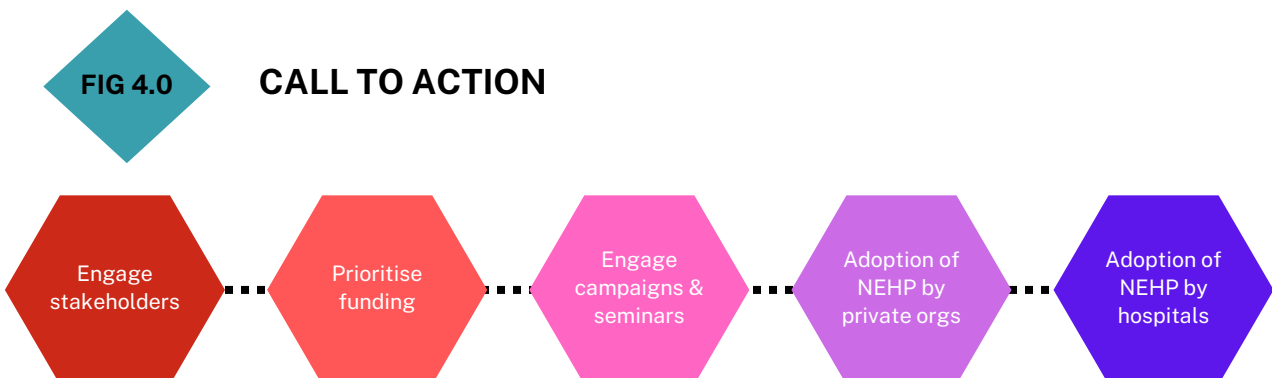 FIG 4.0
CALL TO ACTION
Engage
stakeholders
Prioritise
funding
Engage
campaigns &
seminars
Adoption of
NEHP by
private orgs
Adoption of
NEHP by
hospitals